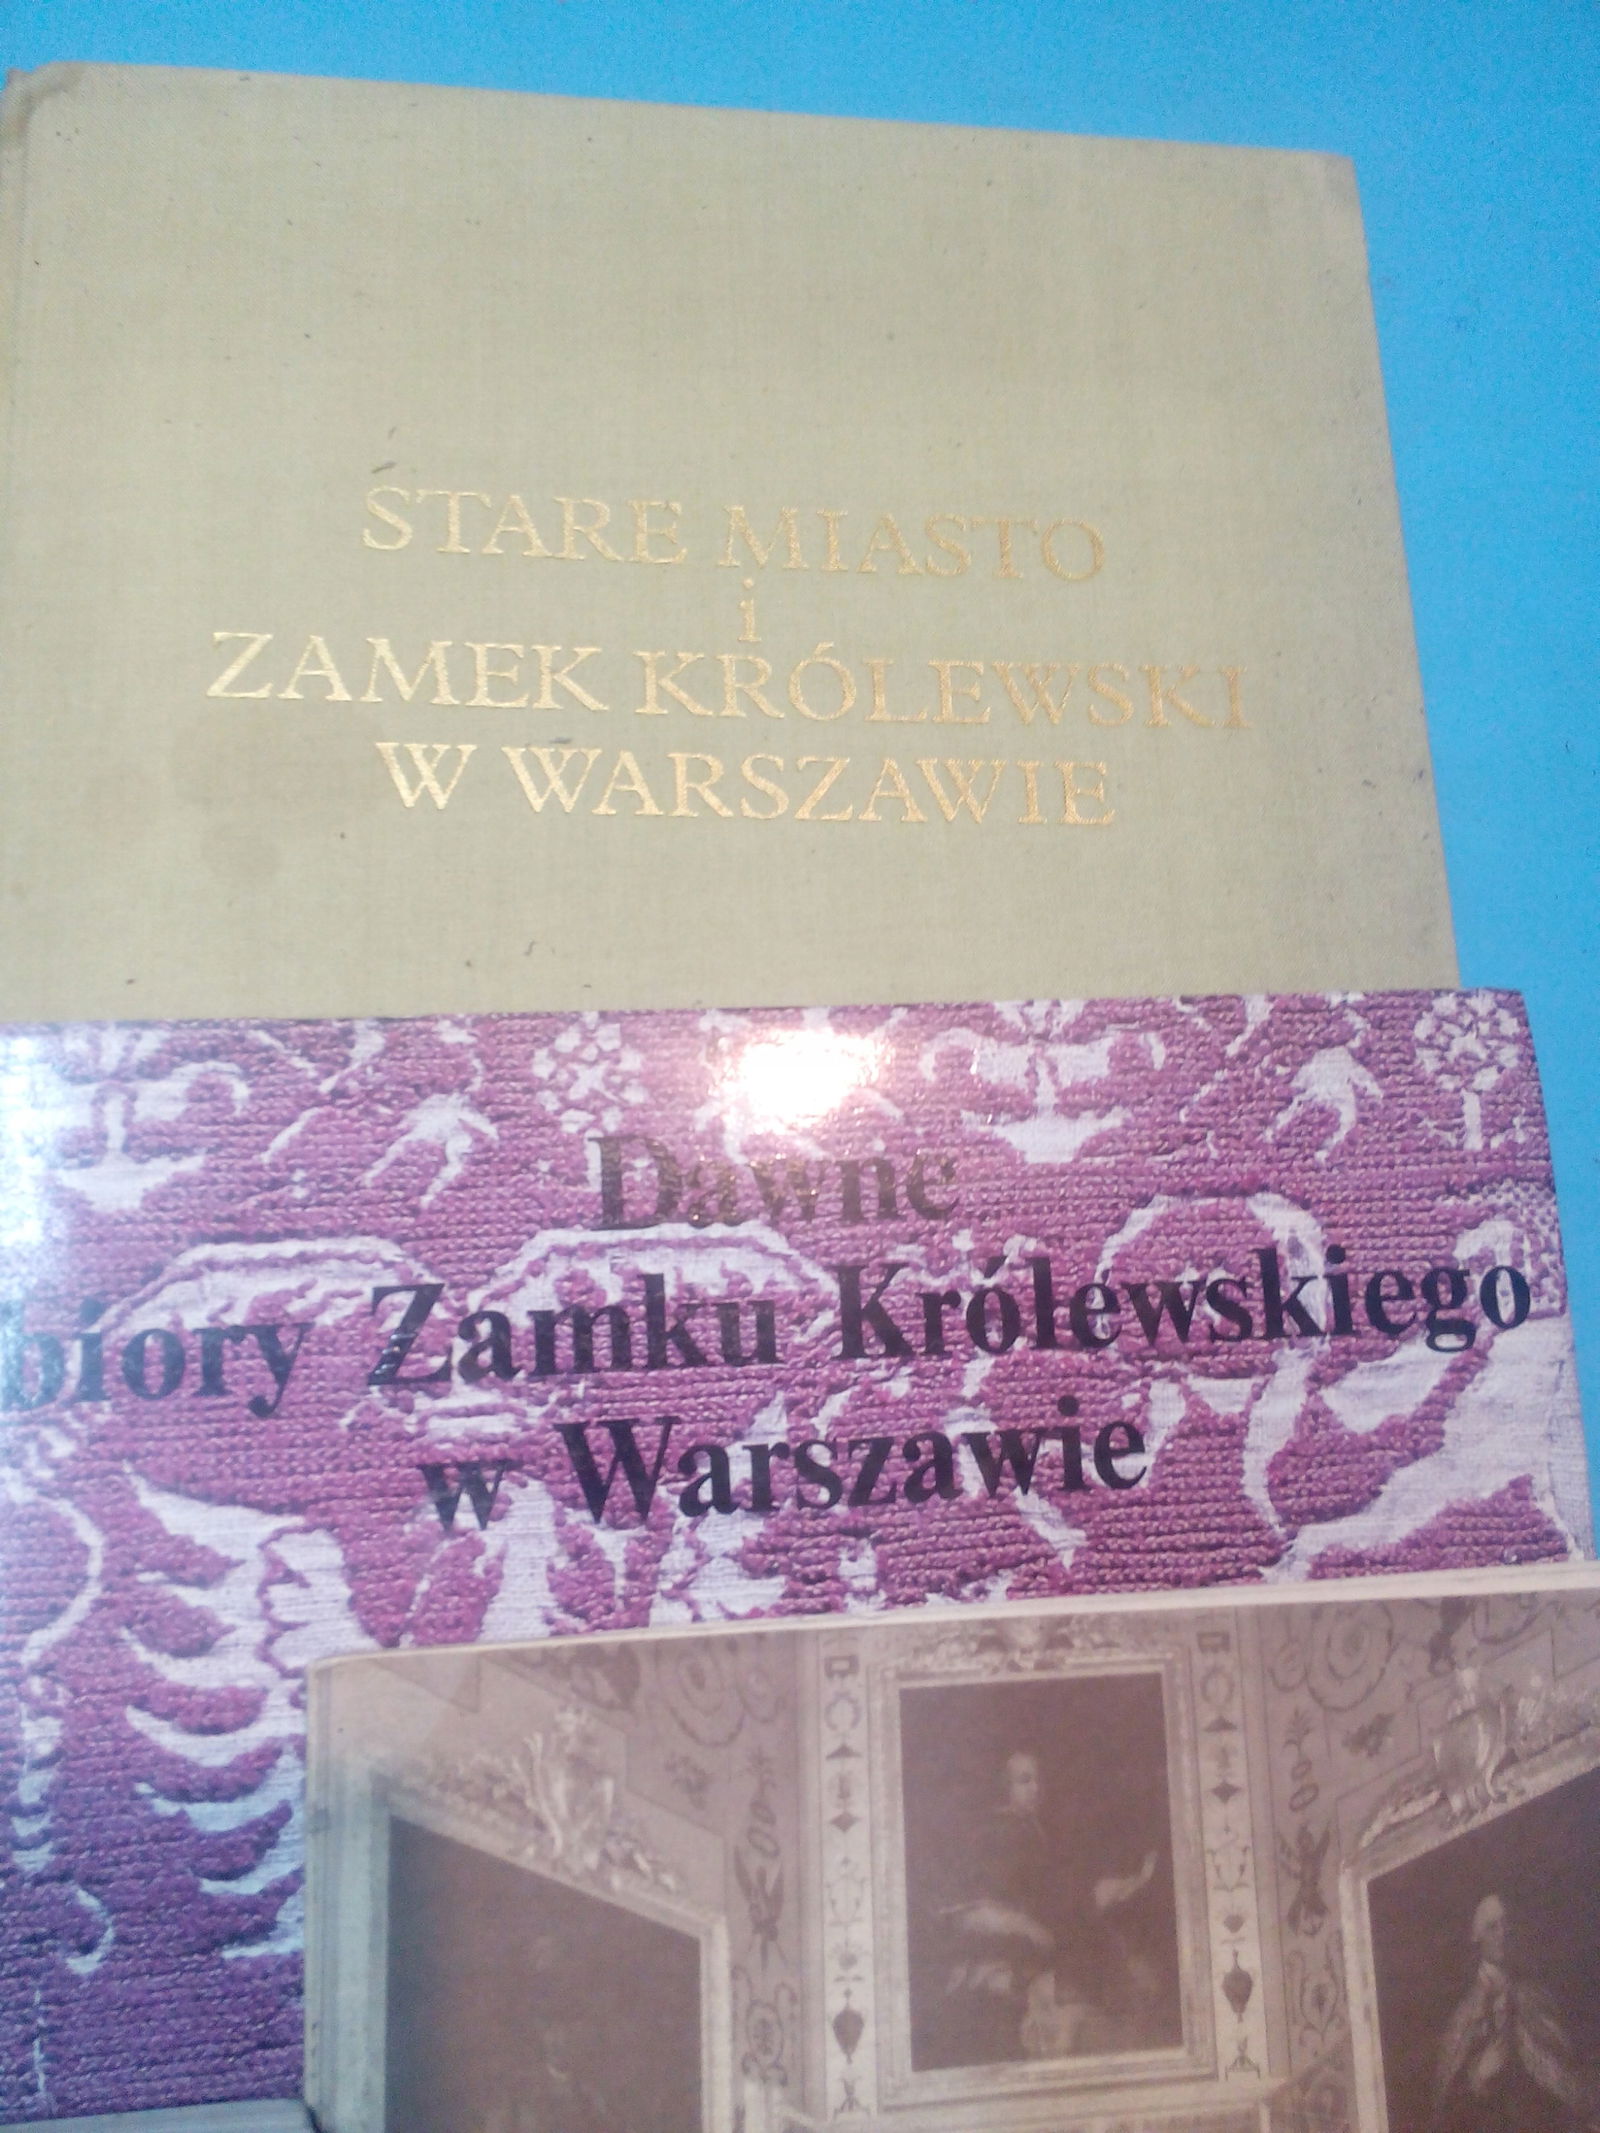 STARE MIASTO
i
ZAMEK KRÓLEWSKI
W WARSZAWIE
Dawne
biory Zamku Królewskiego
w Warszawie